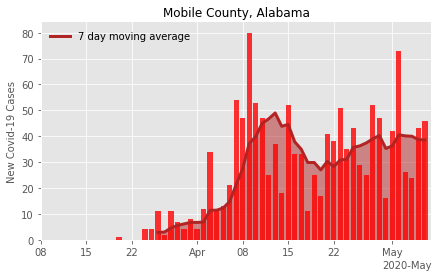 Mobile County, Alabama
7 day moving average
New Covid-19 Cases
80
70
60
50
40
30
20
10
0
08 15 22 Apr 08 15 22 May
2020-May